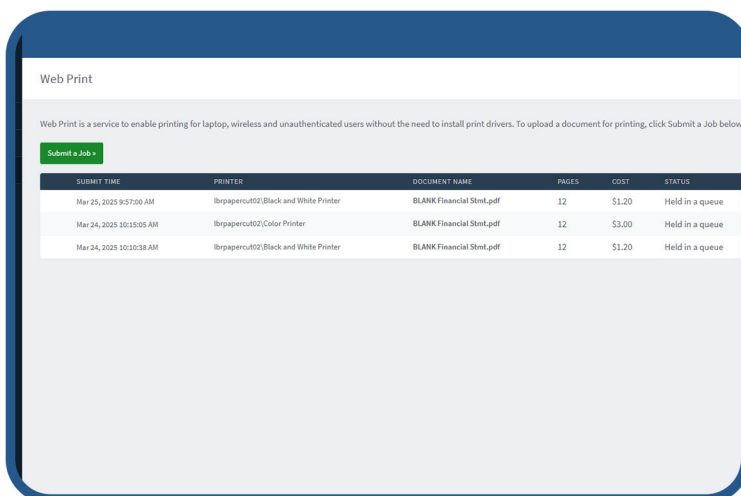 Web Print
Web Print is a service to enable printing for laptop, wireless and unauthenticated users without the need to install print drivers. To upload a document for printing, click Submit a Job below
Submit a Job »
SUBMIT TIME PRINTER DOCUMENT NAME PAGES COST STATUS
Mar 25, 2025 9:57:00 AM lbrpapercut02\Black and White Printer BLANK Financial Stmt.pdf 12 $1.20 Held in a queue
Mar 24, 2025 10:15:05 AM lbrpapercut02\Color Printer BLANK Financial Stmt.pdf 12 $3.00 Held in a queue
Mar 24, 2025 10:10:38 AM lbrpapercut02\Black and White Printer BLANK Financial Stmt.pdf 12 $1.20 Held in a queue